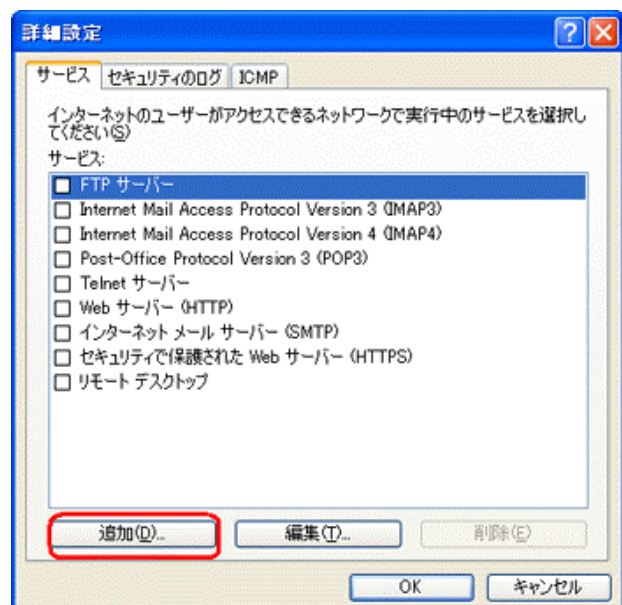 詳細設定
サービス セキュリティのログ ICMP
インターネットのユーザーがアクセスできるネットワークで実行中のサービスを選択し
てください(S)
サービス:
FTP サーバー
Internet Mail Access Protocol Version 3 (IMAP3)
Internet Mail Access Protocol Version 4 (IMAP4)
Post-Office Protocol Version 3 (POP3)
Telnet サーバー
Web サーバー (HTTP)
インターネット メール サーバー (SMTP)
セキュリティで保護された Web サーバー (HTTPS)
リモート デスクトップ
追加(D)... 編集(T)... 削除(E)
OK キャンセル